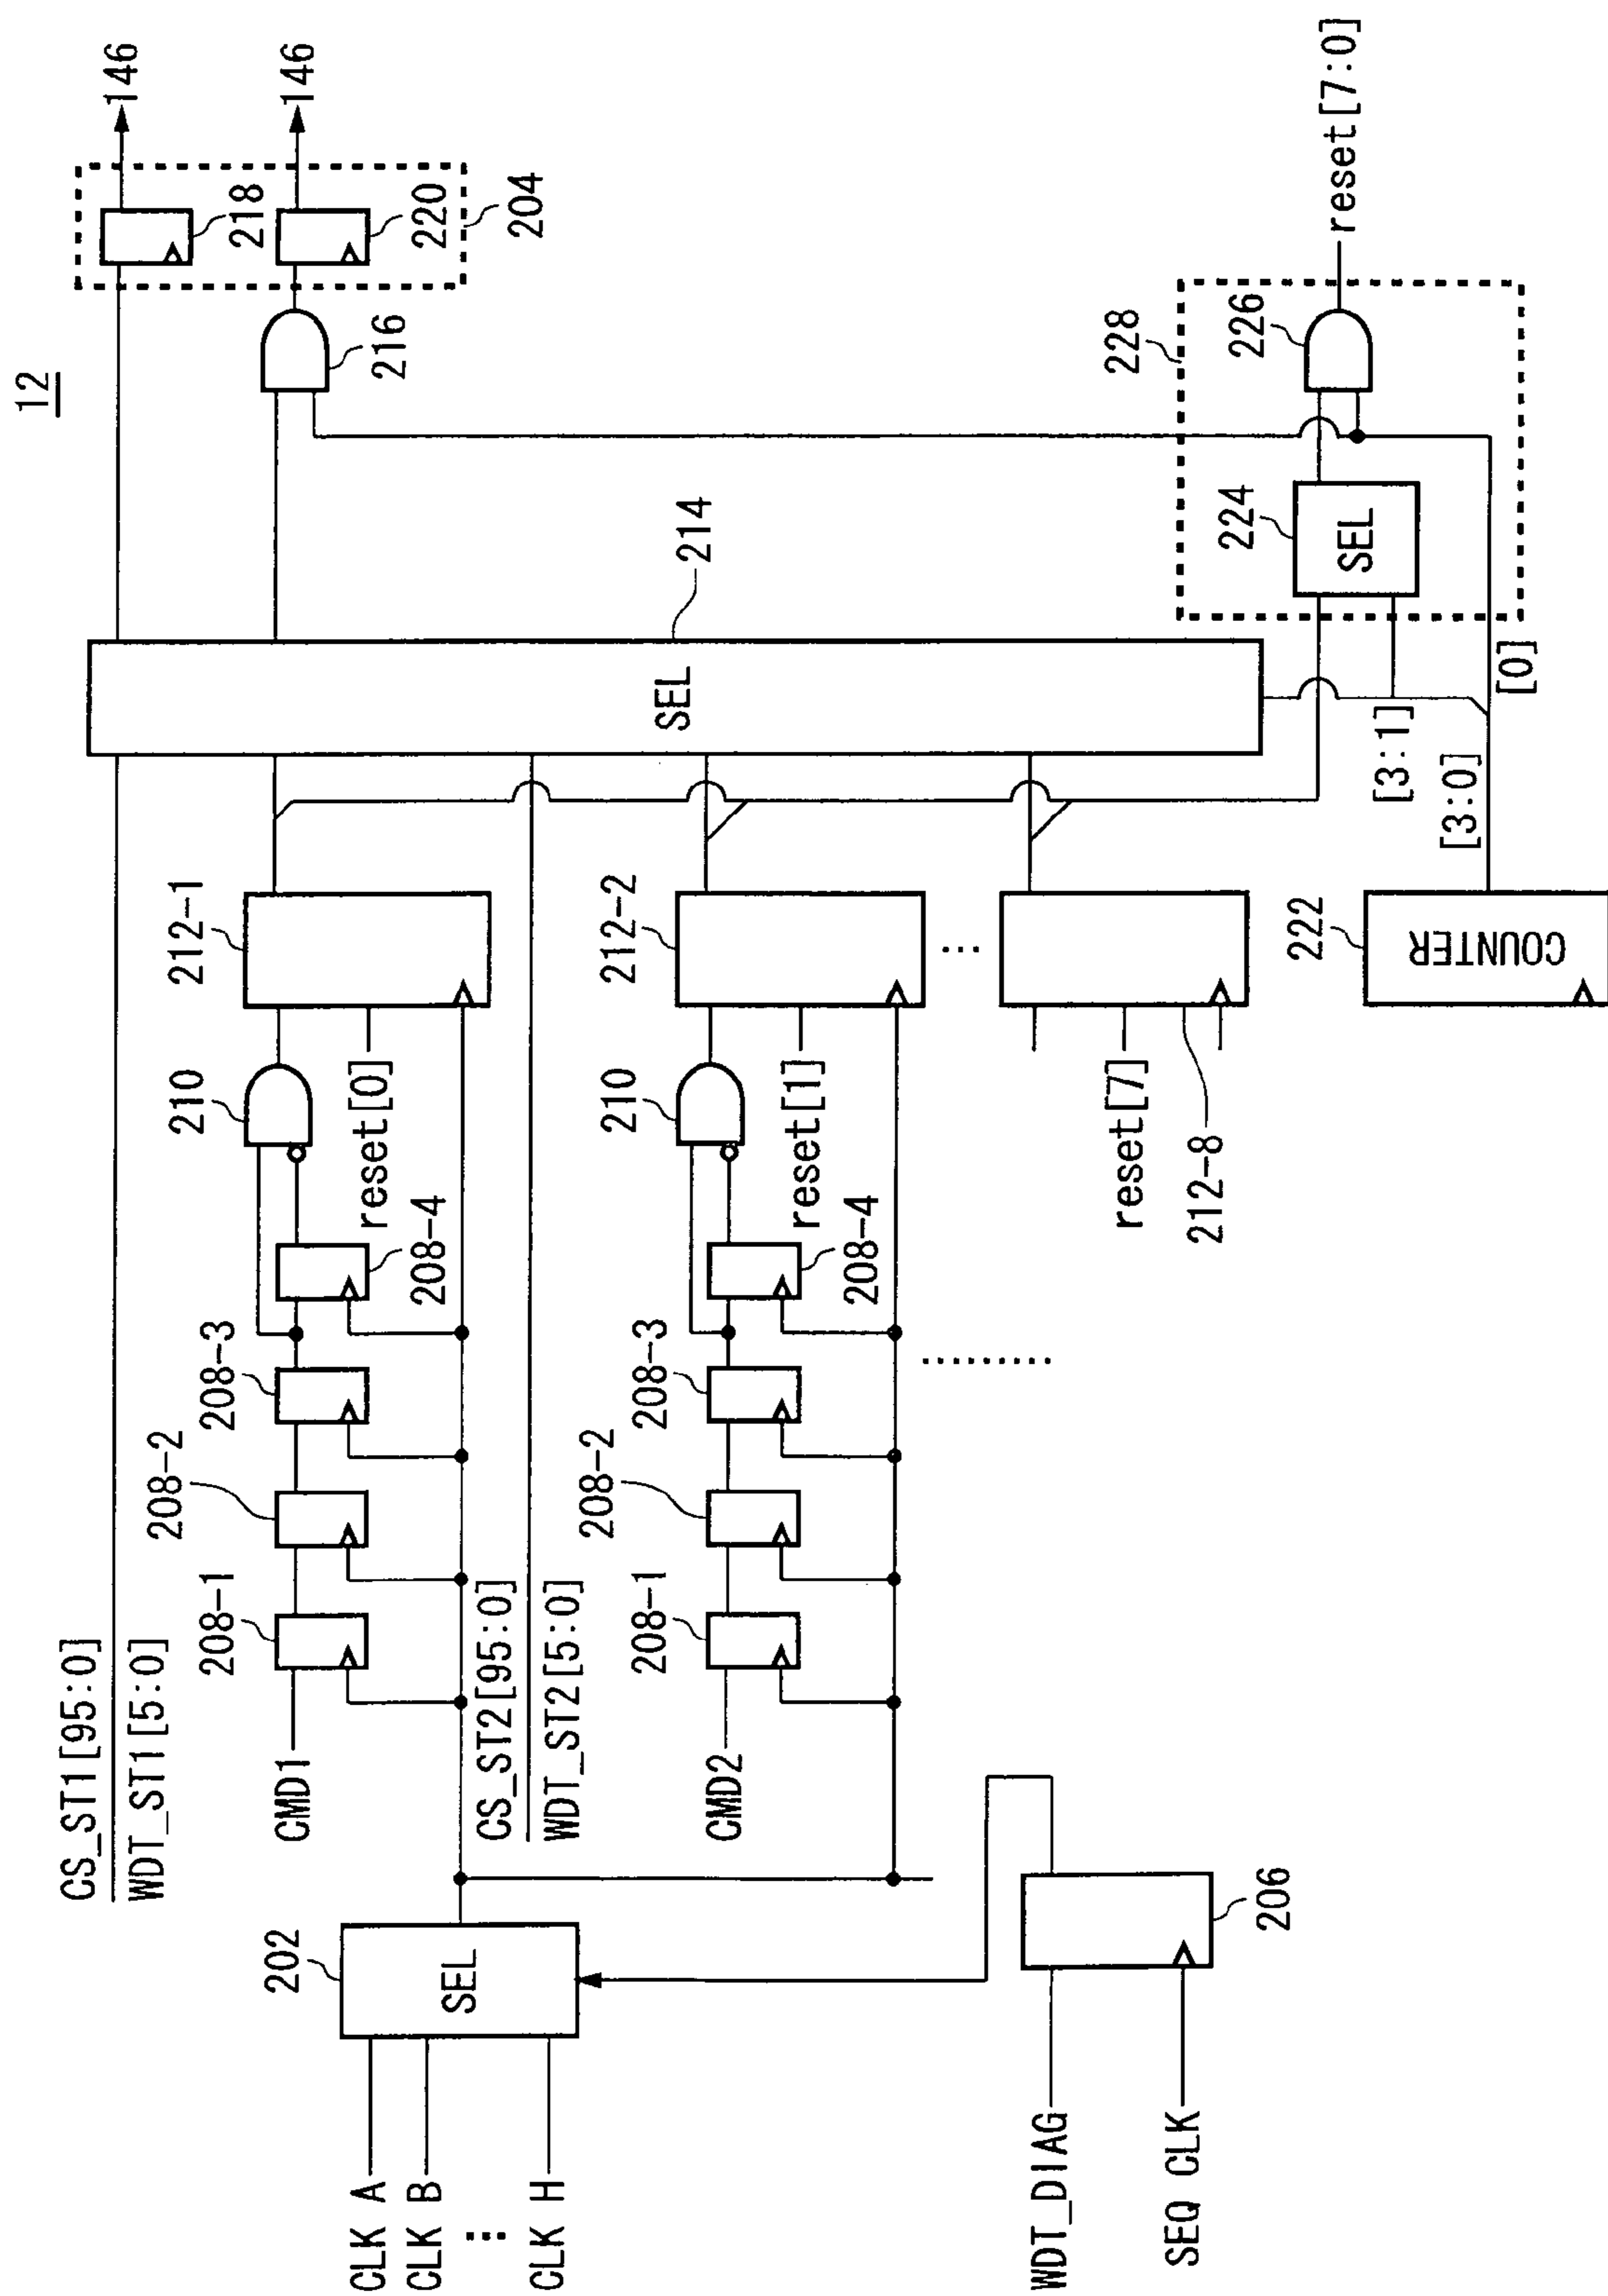 12
CS_ST1[95:0]
WDT_ST1[5:0]
146
218
146
220
204
208-1
208-2
208-3
208-4
210
212-1
CMD1
reset[0]
216
202
SEL
CLK A
CLK B
⋮
CLK H
CS_ST2[95:0]
WDT_ST2[5:0]
214
SEL
208-1
208-2
208-3
208-4
210
212-2
CMD2
reset[1]
...
.........
reset[7]
212-8
WDT_DIAG
SEQ CLK
206
222
COUNTER
[3:0]
[3:1]
[0]
228
224
SEL
226
reset[7:0]